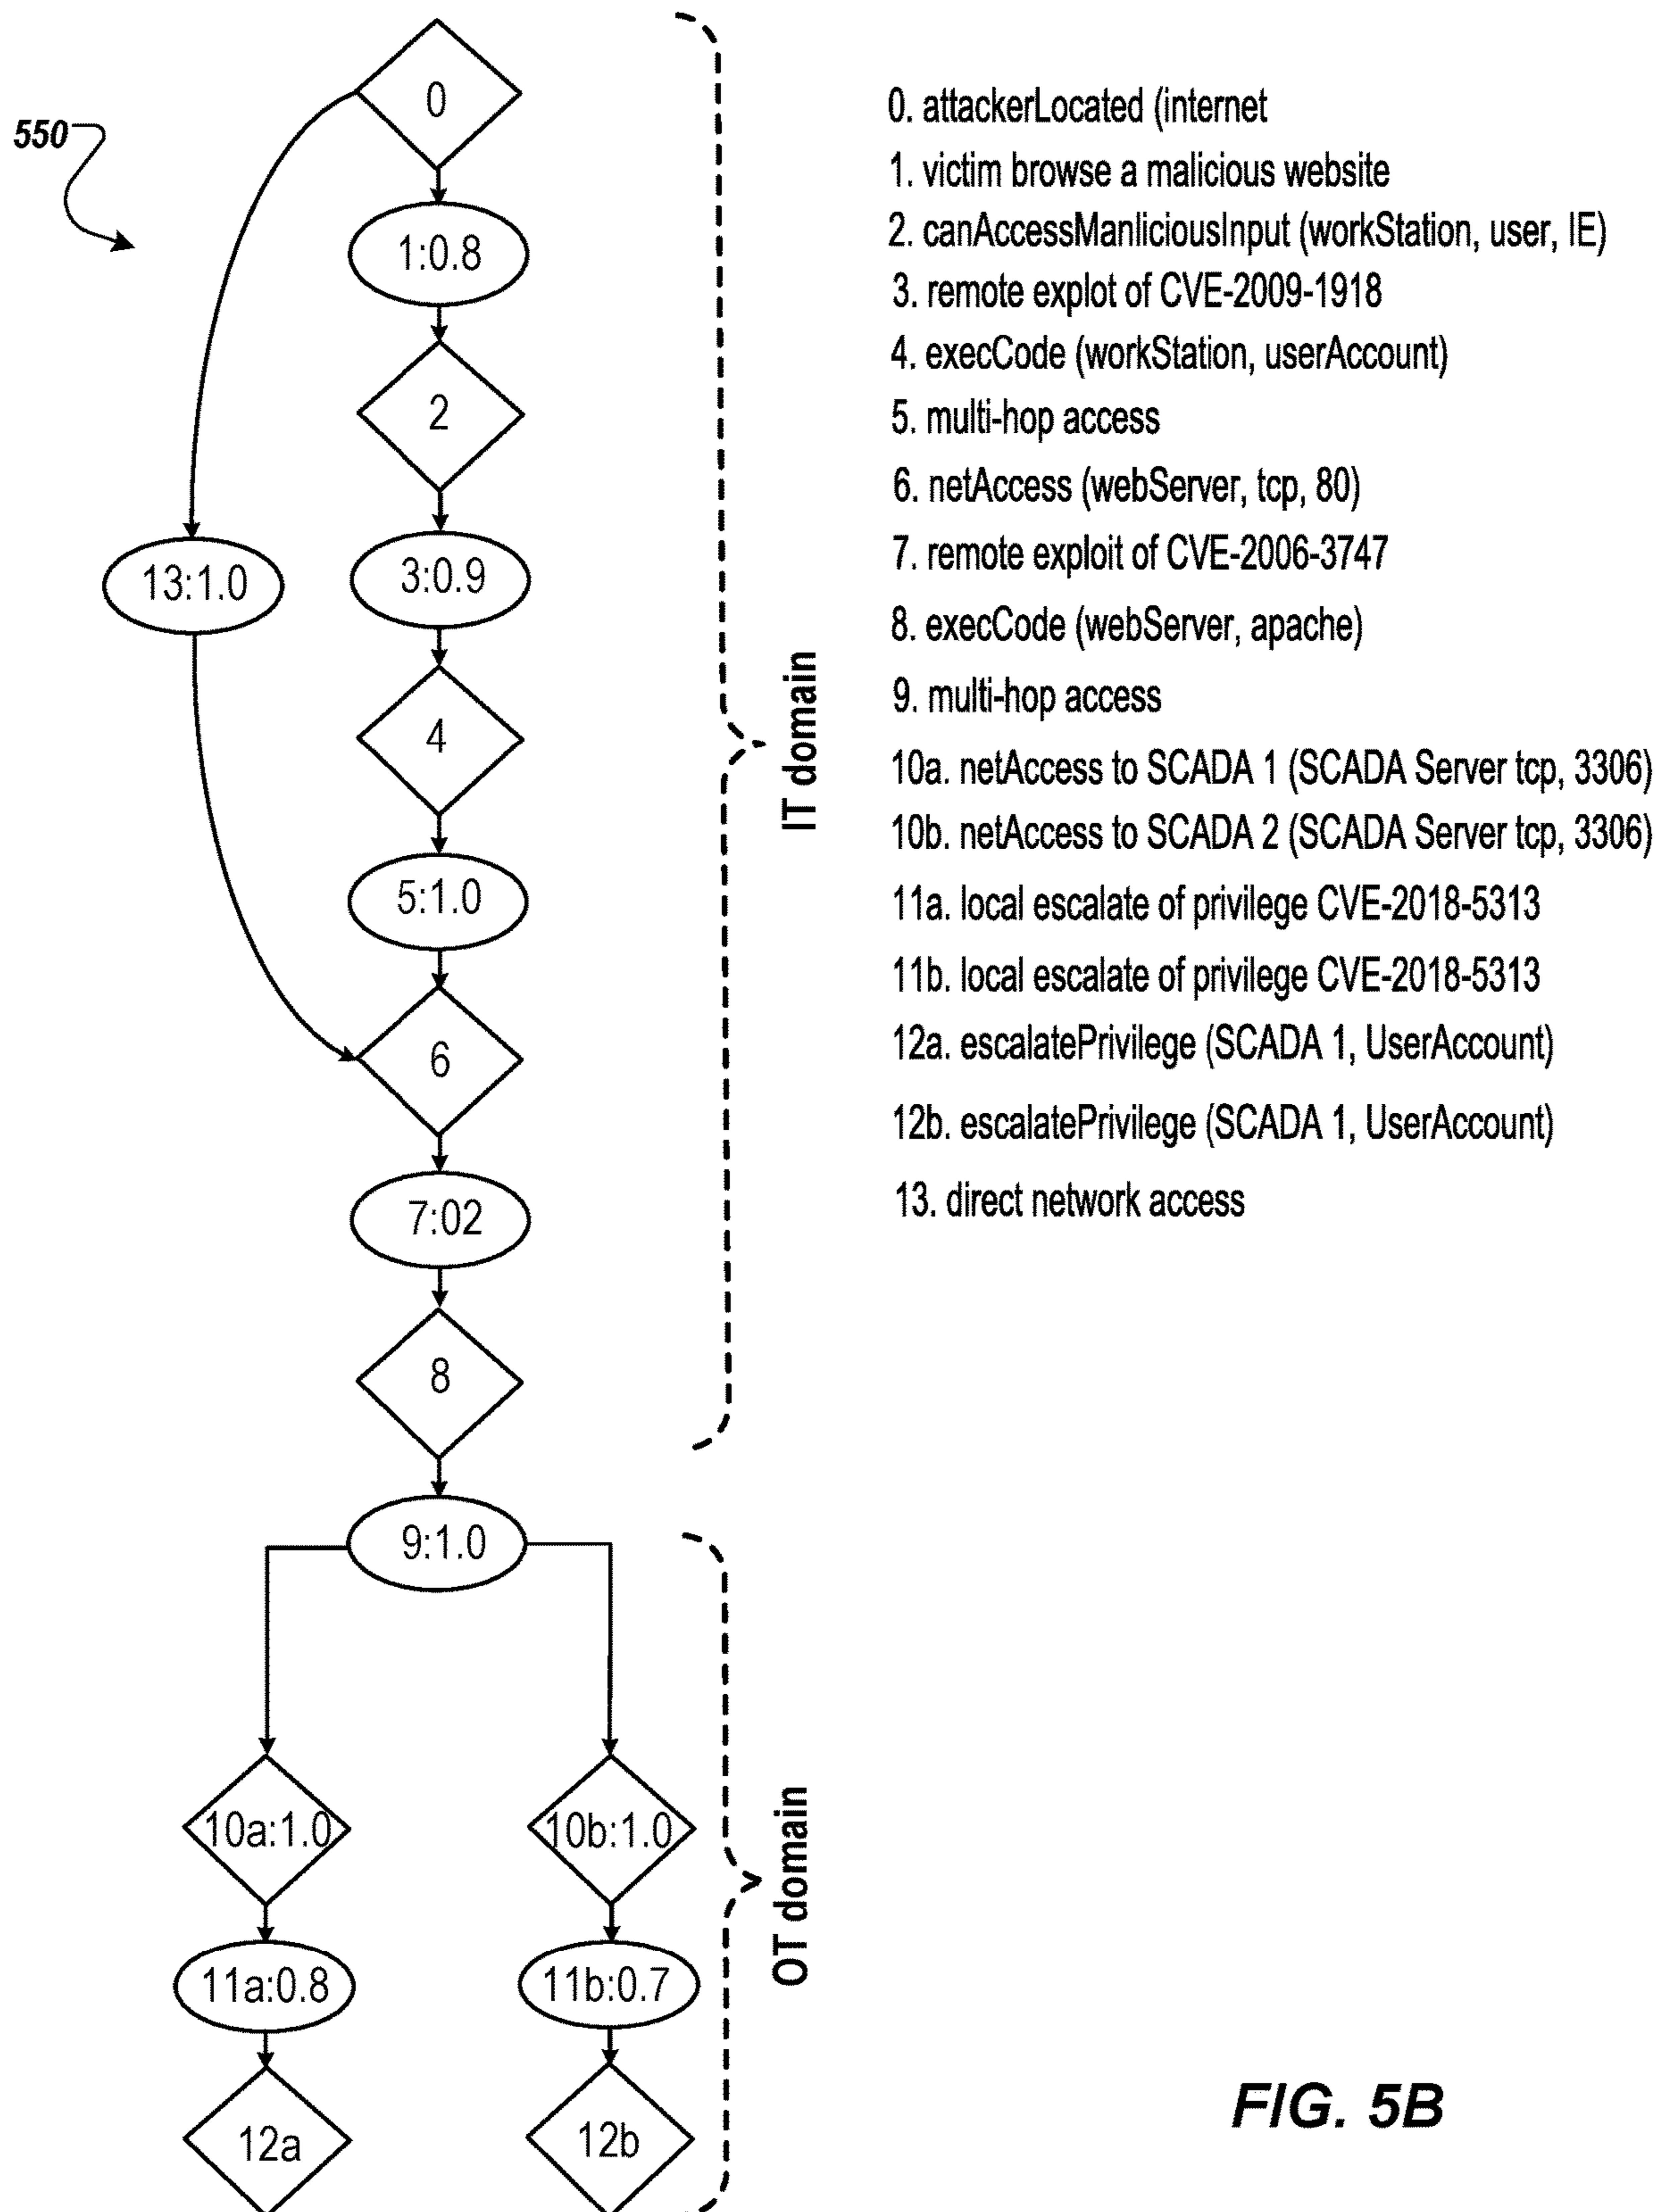 550
0
1:0.8
2
13:1.0
3:0.9
4
5:1.0
6
7:02
8
9:1.0
10a:1.0
10b:1.0
11a:0.8
11b:0.7
12a
12b
IT domain
OT domain
0. attackerLocated (internet
1. victim browse a malicious website
2. canAccessManliciousInput (workStation, user, IE)
3. remote explot of CVE-2009-1918
4. execCode (workStation, userAccount)
5. multi-hop access
6. netAccess (webServer, tcp, 80)
7. remote exploit of CVE-2006-3747
8. execCode (webServer, apache)
9. multi-hop access
10a. netAccess to SCADA 1 (SCADA Server tcp, 3306)
10b. netAccess to SCADA 2 (SCADA Server tcp, 3306)
11a. local escalate of privilege CVE-2018-5313
11b. local escalate of privilege CVE-2018-5313
12a. escalatePrivilege (SCADA 1, UserAccount)
12b. escalatePrivilege (SCADA 1, UserAccount)
13. direct network access
FIG. 5B